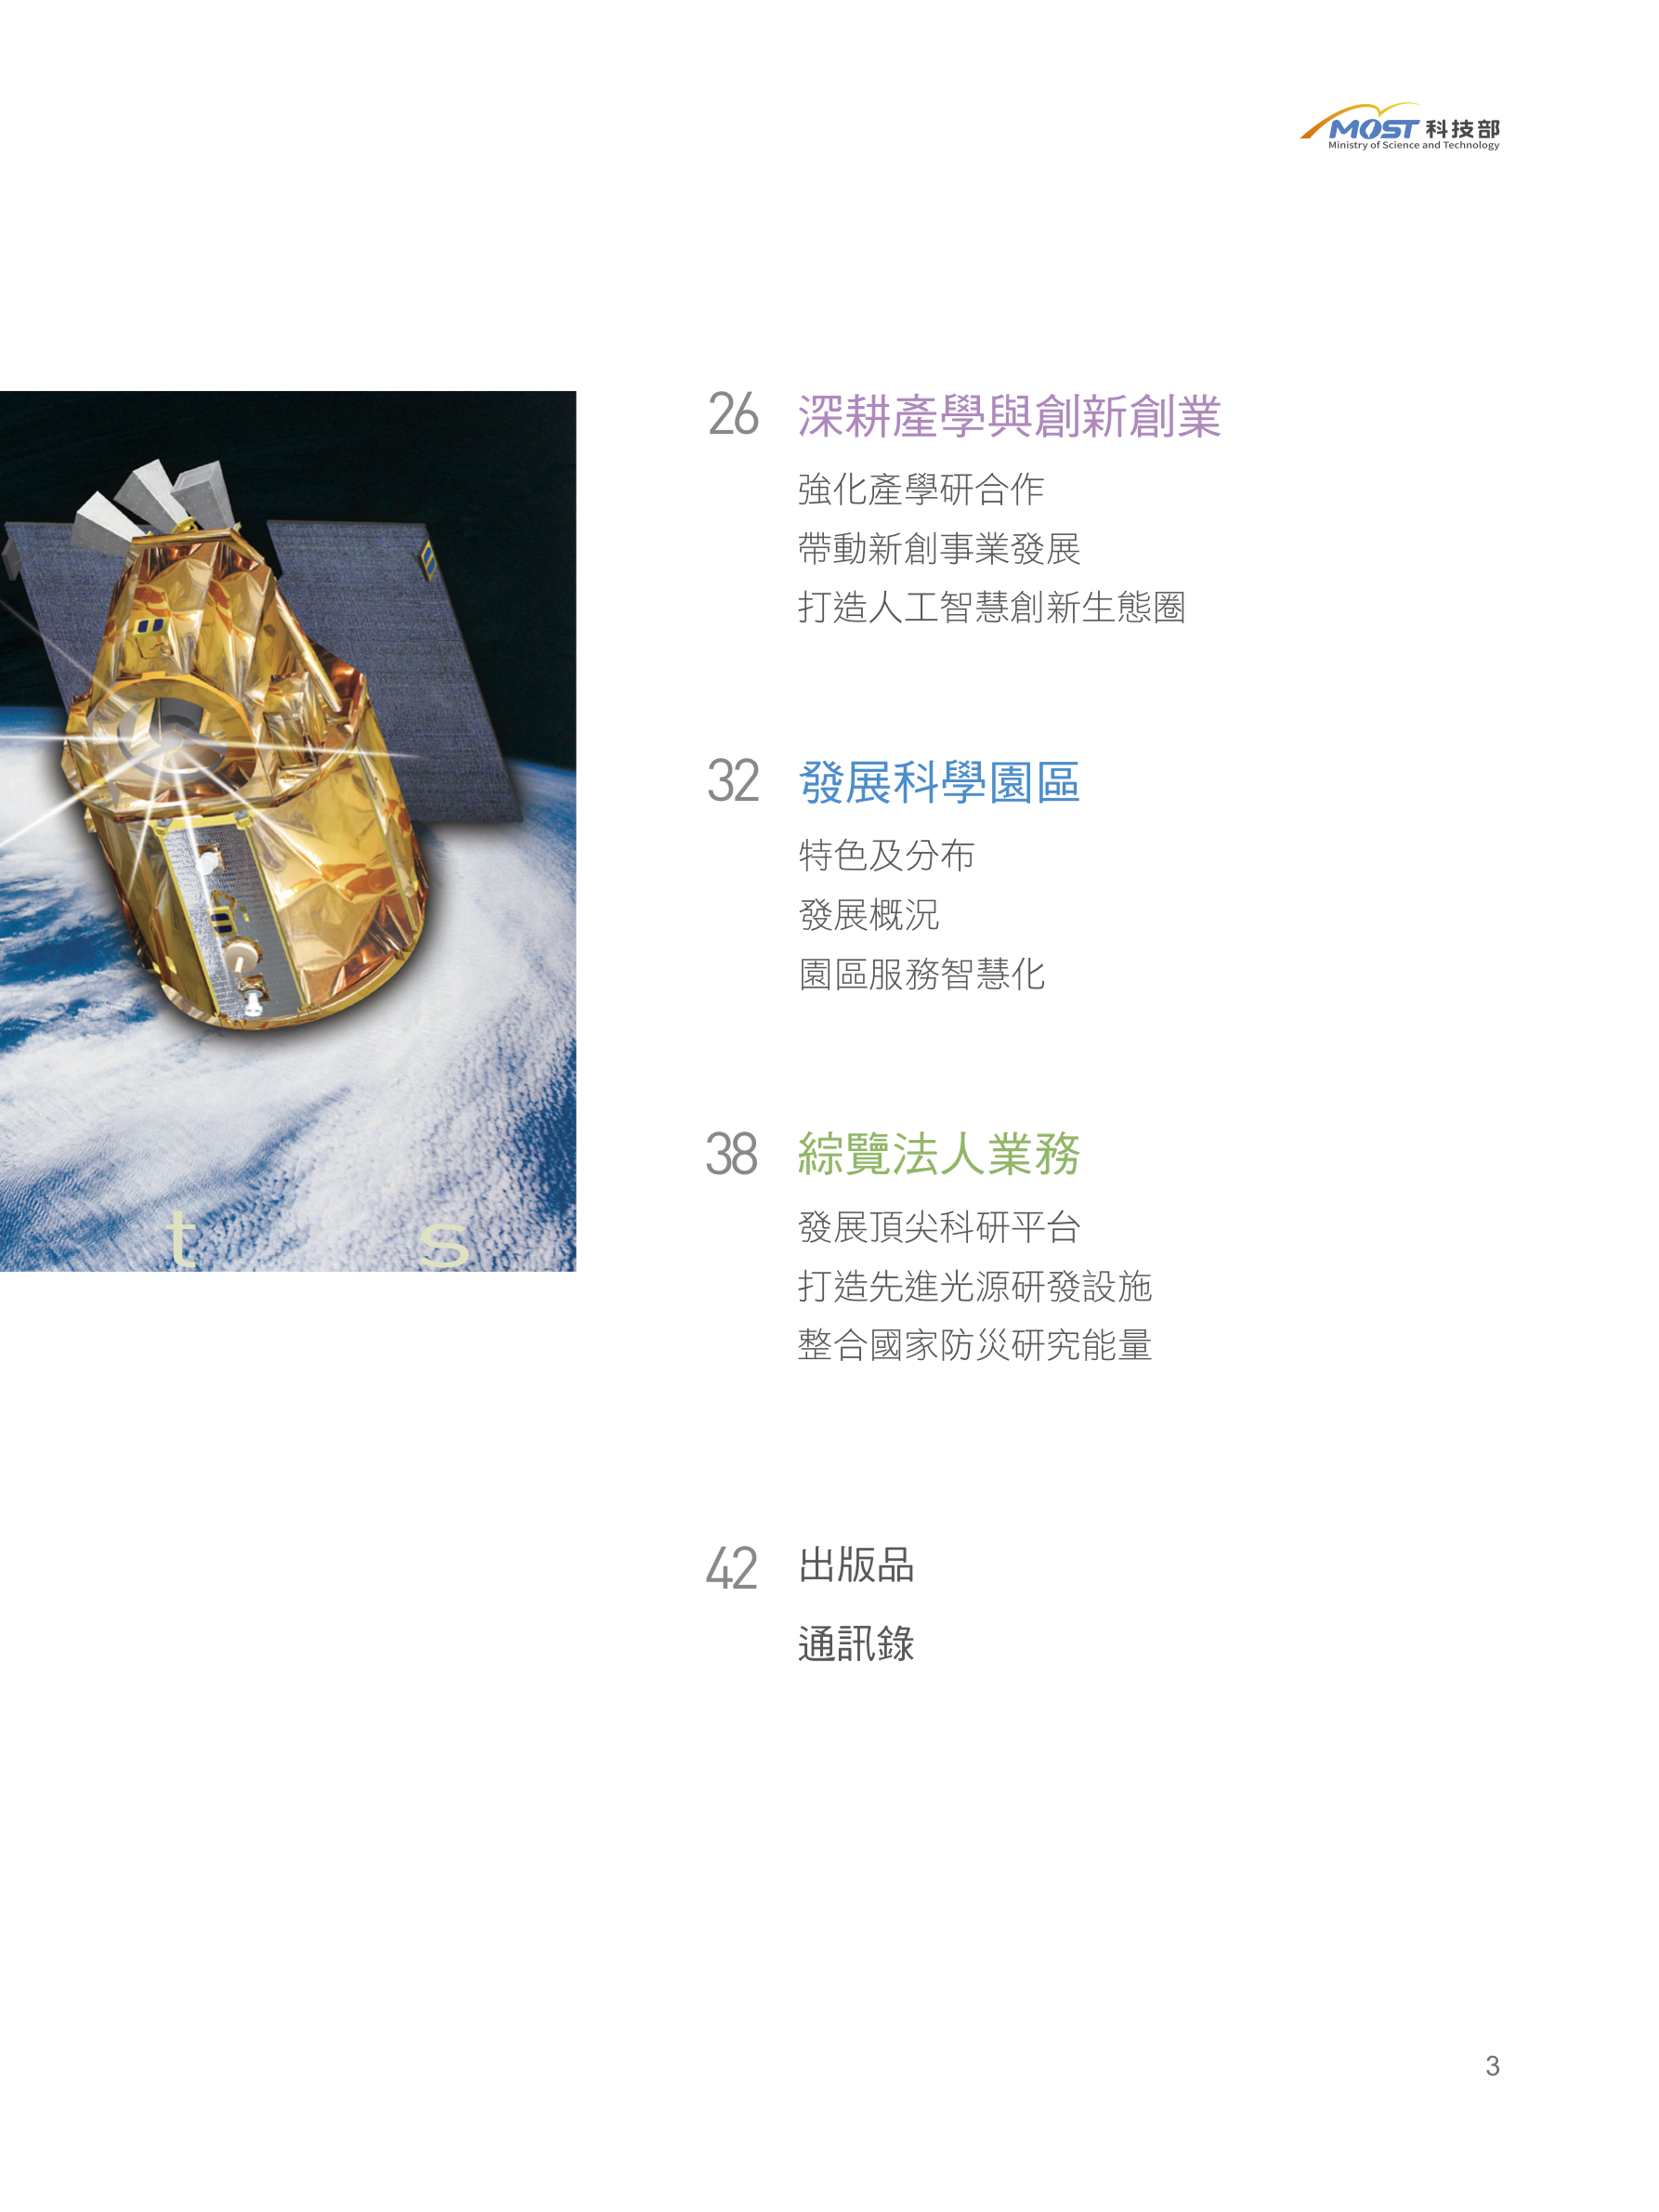 MOST 科技部
Ministry of Science and Technology
26 深耕產學與創新創業
強化產學研合作
帶動新創事業發展
打造人工智慧創新生態圈
32 發展科學園區
特色及分布
發展概況
園區服務智慧化
38 綜覽法人業務
發展頂尖科研平台
打造先進光源研發設施
整合國家防災研究能量
t s
42 出版品
通訊錄
3